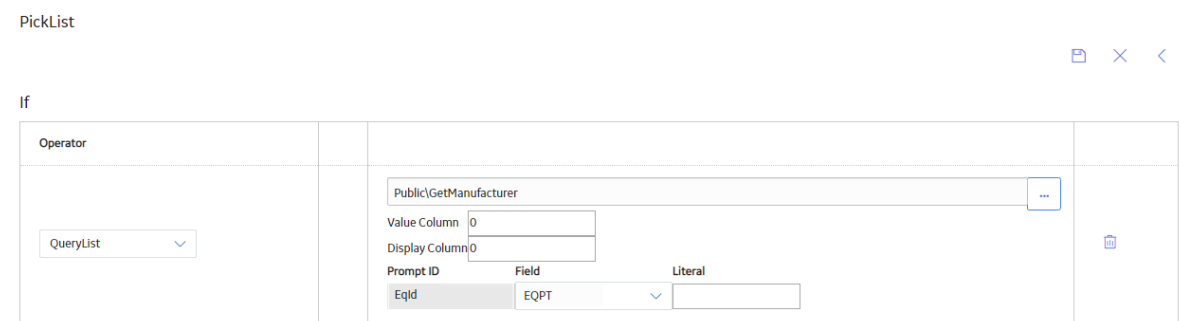 PickList
If
Operator
Public\GetManufacturer ...
Value Column 0
QueryList
Display Column 0
Prompt ID Field Literal
EqId EQPT